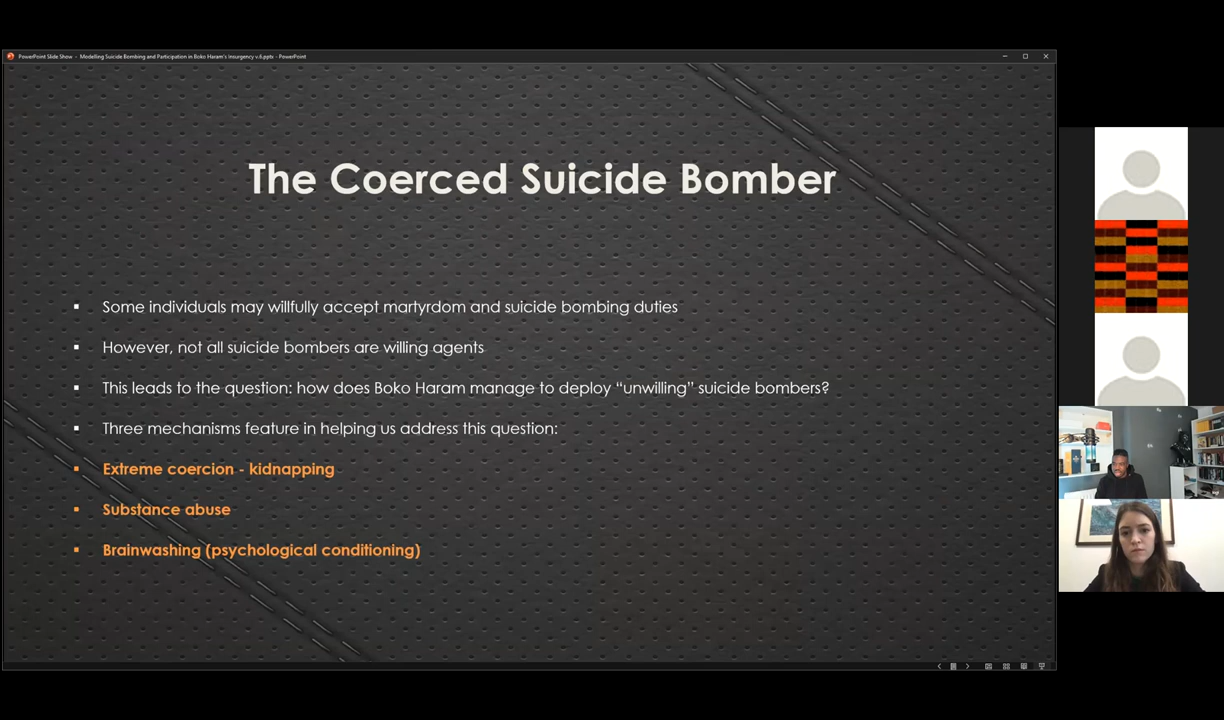 PowerPoint Slide Show - Modelling Suicide Bombing and Participation in Boko Haram's Insurgency v.6.pptx - PowerPoint
The Coerced Suicide Bomber
▪ Some individuals may willfully accept martyrdom and suicide bombing duties
▪ However, not all suicide bombers are willing agents
▪ This leads to the question: how does Boko Haram manage to deploy “unwilling” suicide bombers?
▪ Three mechanisms feature in helping us address this question:
▪ Extreme coercion - kidnapping
▪ Substance abuse
▪ Brainwashing (psychological conditioning)